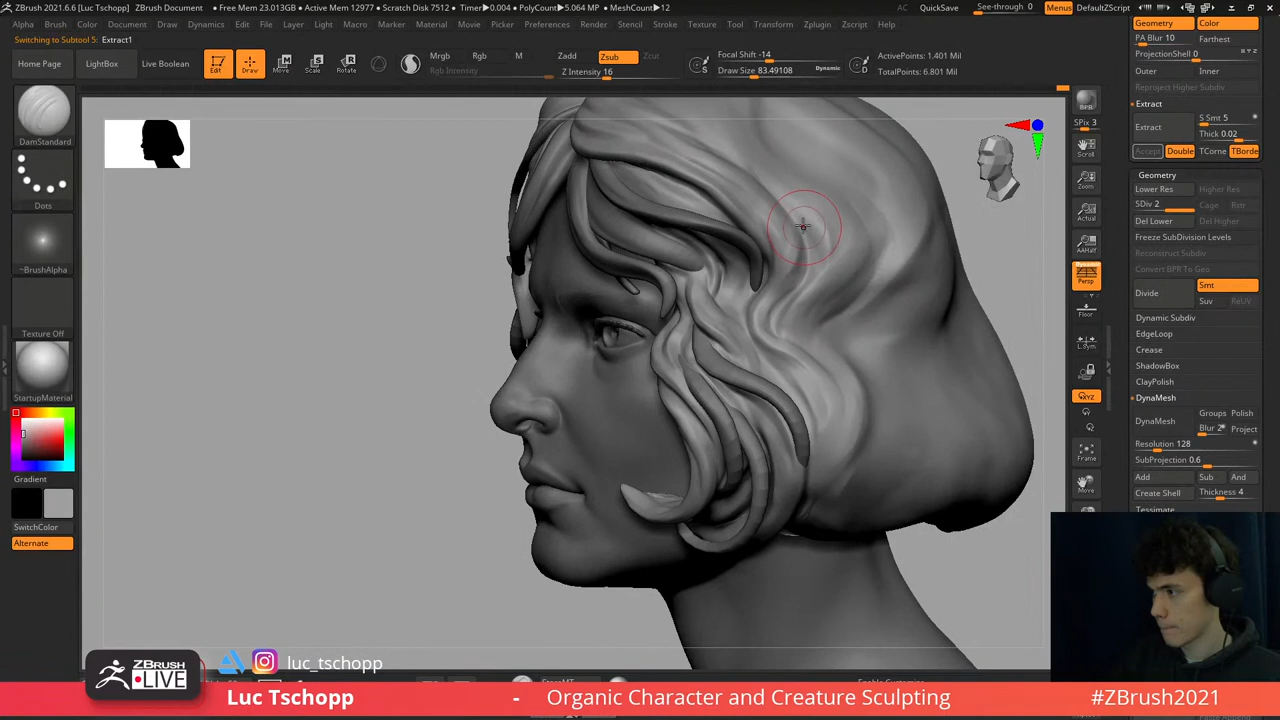 ZBrush 2021.6.6 [Luc Tschopp] ZBrush Document • Free Mem 23.013GB • Active Mem 12977 • Scratch Disk 7512 • Timer▶0.004 • PolyCount▶5.064 MP • MeshCount▶12 AC QuickSave See-through 0 Menus DefaultZScript
Alpha Brush Color Document Draw Dynamics Edit File Layer Light Macro Marker Material Movie Picker Preferences Render Stencil Stroke Texture Tool Transform Zplugin Zscript Help
Switching to Subtool 5: Extract1
Home Page LightBox Live Boolean
Edit Draw Move Scale Rotate
Mrgb Rgb M
Rgb Intensity
Zadd Zsub Zcut
Z Intensity 16
Focal Shift -14
Draw Size 83.49108 Dynamic
ActivePoints: 1.401 Mil
TotalPoints: 6.801 Mil
DamStandard
Dots
~BrushAlpha
Texture Off
StartupMaterial
Gradient
SwitchColor
Alternate
BPR
SPix 3
Scroll
Zoom
Actual
AAHalf
Dynamic
Persp
Floor
L.Sym
XYZ
Frame
Move
Geometry Color
PA Blur 10 Farthest
ProjectionShell 0
Outer Inner
Reproject Higher Subdiv
Extract
Extract S Smt 5
Thick 0.02
Accept Double TCorne TBorde
Geometry
Lower Res Higher Res
SDiv 2 Cage Rstr
Del Lower Del Higher
Freeze SubDivision Levels
Reconstruct Subdiv
Convert BPR To Geo
Divide Smt
Suv ReUV
Dynamic Subdiv
EdgeLoop
Crease
ShadowBox
ClayPolish
DynaMesh
DynaMesh Groups Polish
Blur 2 Project
Resolution 128
SubProjection 0.6
Add Sub And
Create Shell Thickness 4
Tessimate
luc_tschopp
ZBRUSH
LIVE
Luc Tschopp - Organic Character and Creature Sculpting #ZBrush2021